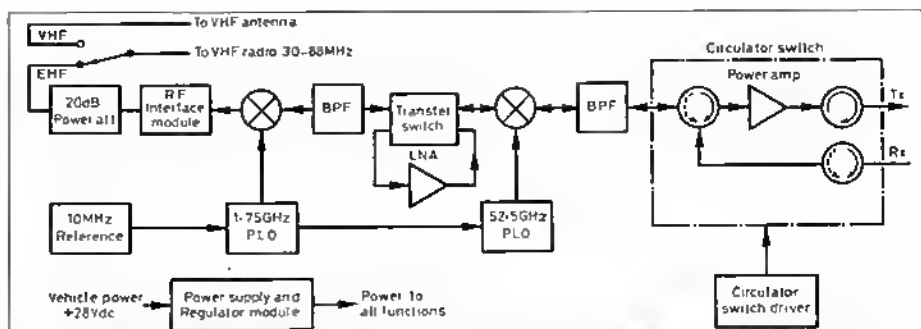 To VHF antenna
VHF
To VHF radio 30-88MHz
EHF
20dB
Power att
RF
Interface
module
BPF
Transfer
switch
LNA
BPF
Circulator switch
Power amp
Tx
Rx
10MHz
Reference
1·75GHz
PLO
52·5GHz
PLO
Circulator
switch driver
Vehicle power
+28Vdc
Power supply and
Regulator module
Power to
all functions